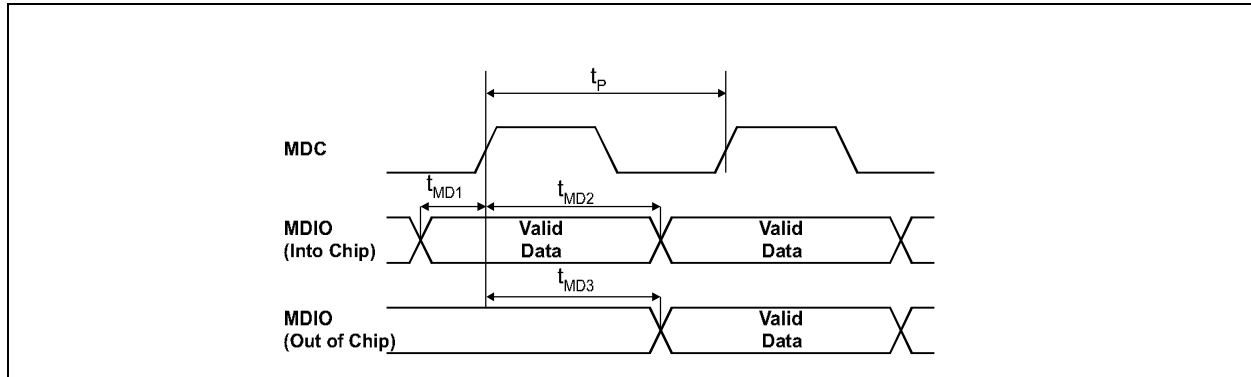 tP
MDC
tMD1
tMD2
MDIO
(Into Chip)
Valid
Data
Valid
Data
tMD3
MDIO
(Out of Chip)
Valid
Data